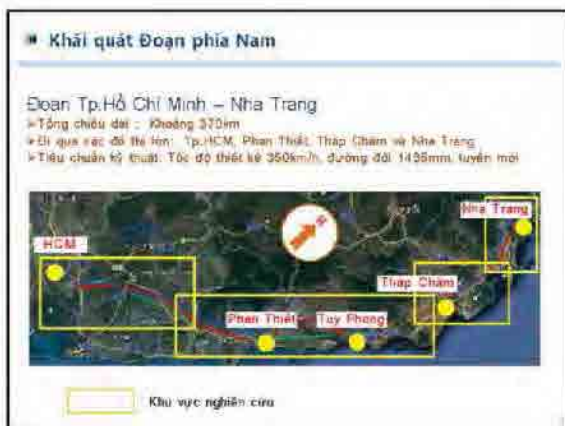 Khái quát Đoạn phía Nam
Đoạn Tp.Hồ Chí Minh – Nha Trang
Tổng chiều dài : Khoảng 370km
Đi qua các đô thị lớn: Tp.HCM, Phan Thiết, Tháp Chàm và Nha Trang
Tiêu chuẩn kỹ thuật: Tốc độ thiết kế 350km/h, đường đôi 1435mm, tuyến mới
Nha Trang
HCM
Tháp Chàm
Phan Thiết
Tuy Phong
Khu vực nghiên cứu